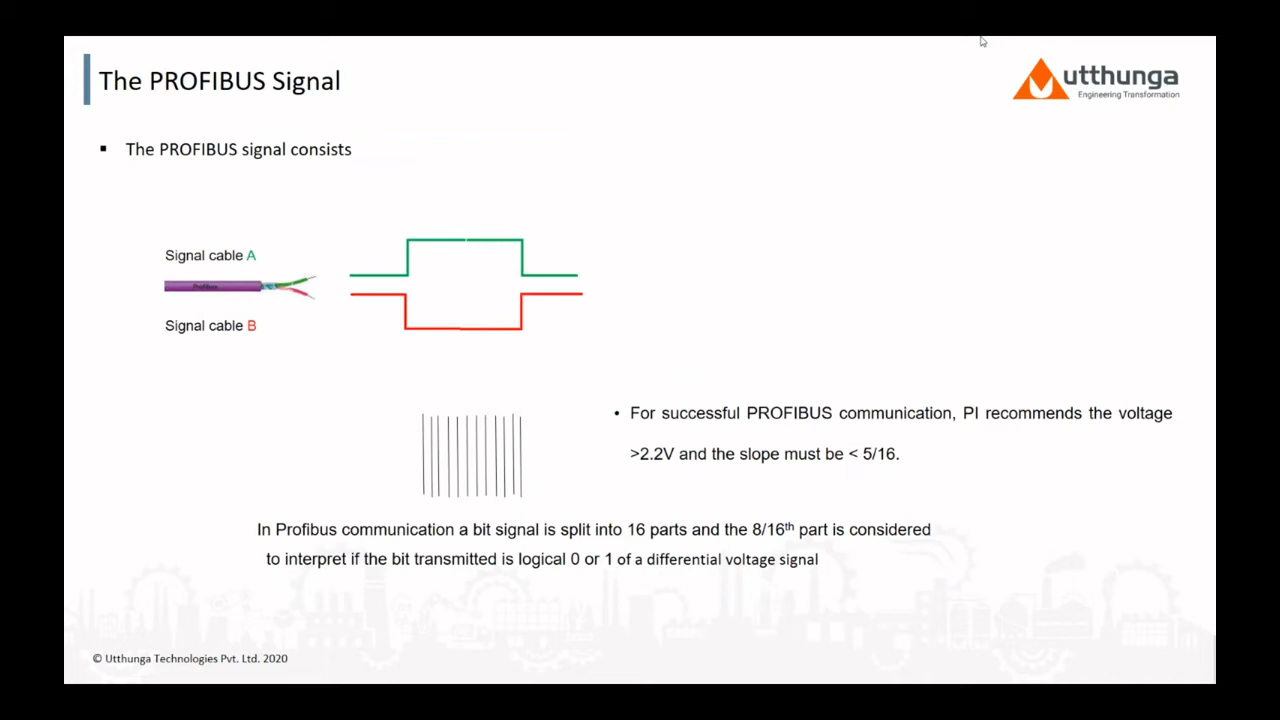 The PROFIBUS Signal
utthunga
Engineering Transformation
▪ The PROFIBUS signal consists
Signal cable A
Profibus
Signal cable B
• For successful PROFIBUS communication, PI recommends the voltage
>2.2V and the slope must be < 5/16.
In Profibus communication a bit signal is split into 16 parts and the 8/16th part is considered
to interpret if the bit transmitted is logical 0 or 1 of a differential voltage signal
© Utthunga Technologies Pvt. Ltd. 2020